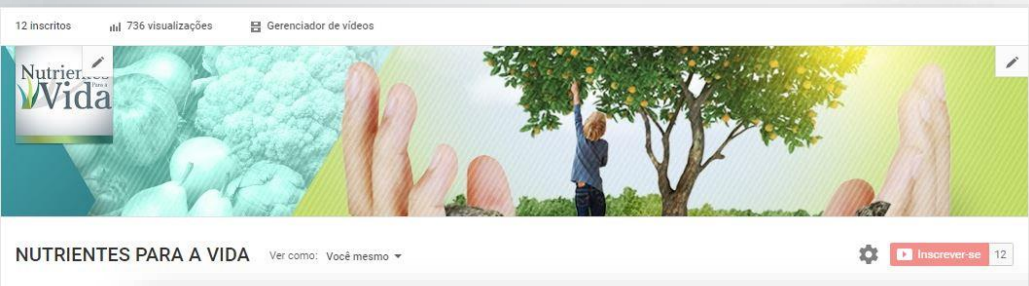 12 inscritos
736 visualizações
Gerenciador de vídeos
Nutrien
Para a
Vida
NUTRIENTES PARA A VIDA
Ver como: Você mesmo
Inscrever-se 12